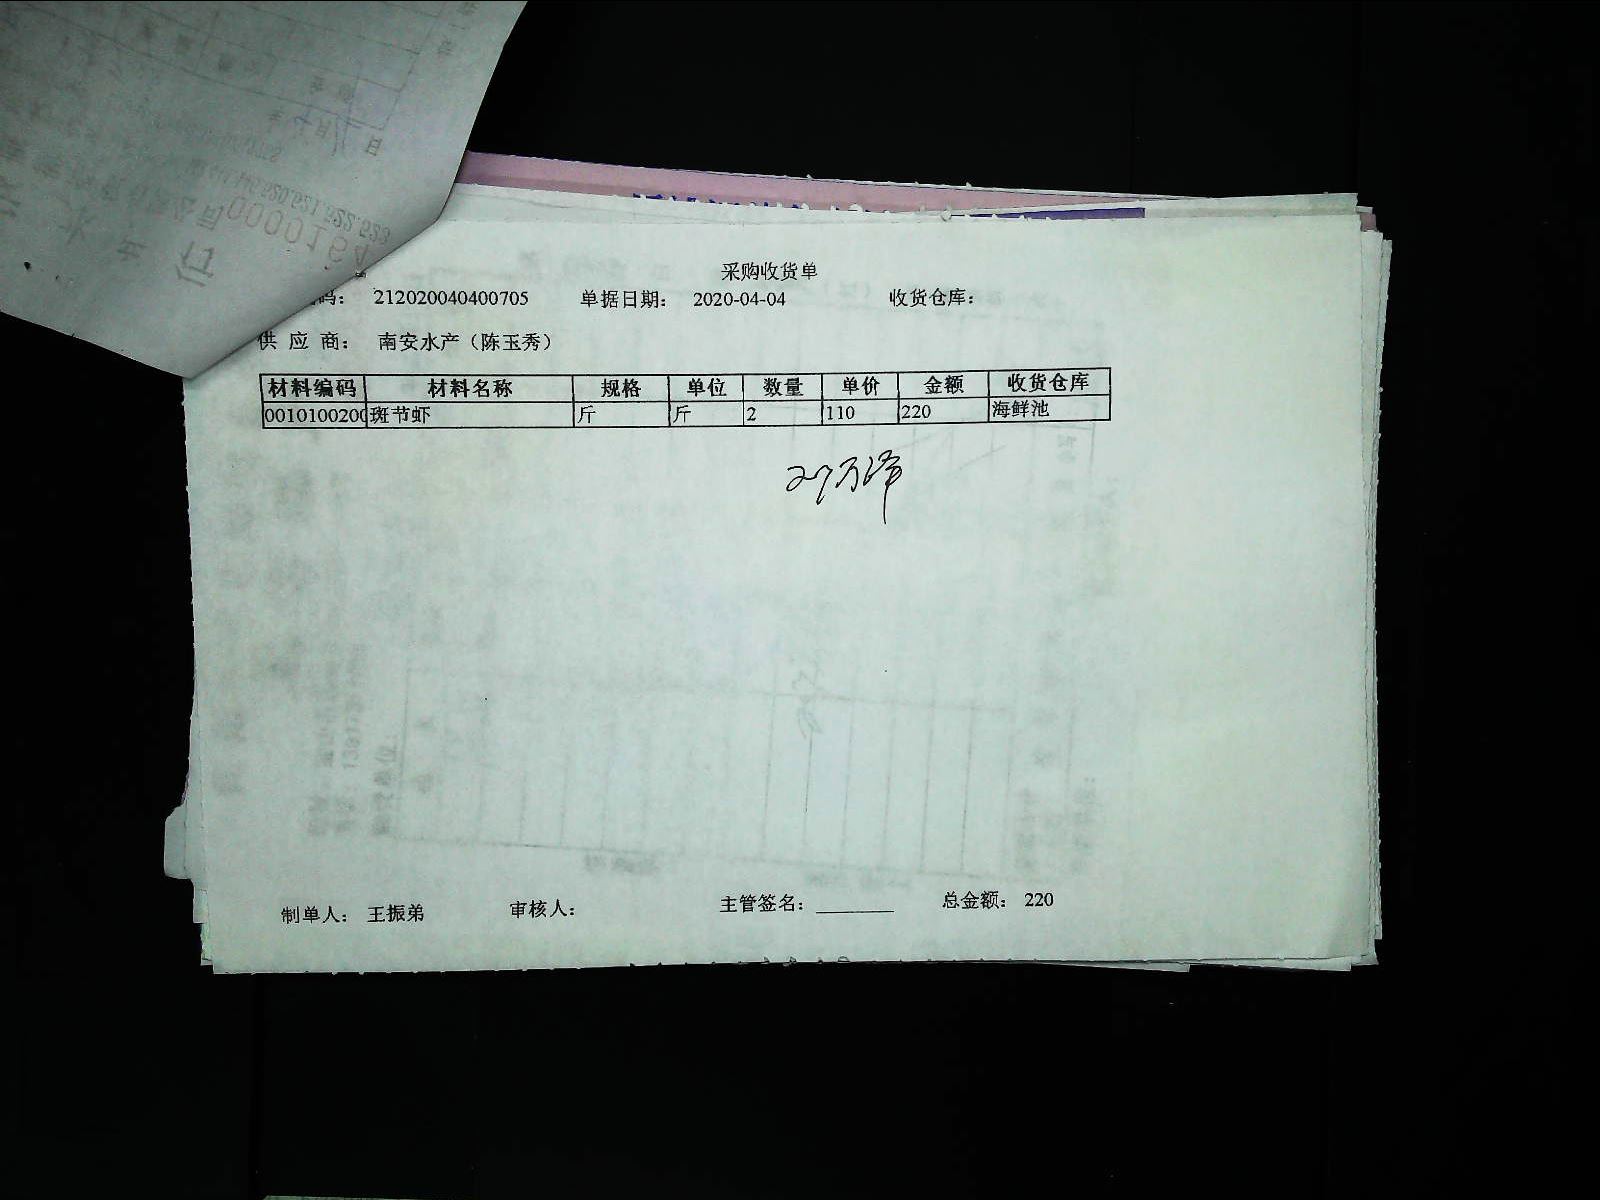 采购收货单
码： 212020040400705 单据日期： 2020-04-04 收货仓库：
供 应 商： 南安水产（陈玉秀）
材料编码 材料名称 规格 单位 数量 单价 金额 收货仓库
0010100200 斑节虾 斤 斤 2 110 220 海鲜池
制单人： 王振弟 审核人： 主管签名： 总金额： 220